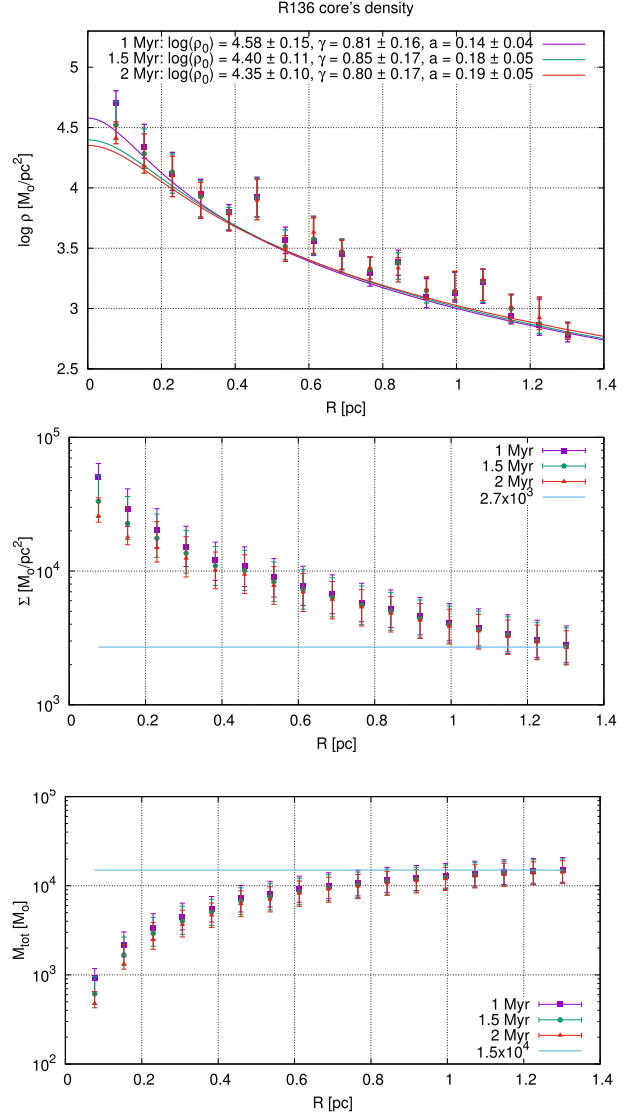 R136 core's density
1 Myr: log(ρ₀) = 4.58 ± 0.15, γ = 0.81 ± 0.16, a = 0.14 ± 0.04
1.5 Myr: log(ρ₀) = 4.40 ± 0.11, γ = 0.85 ± 0.17, a = 0.18 ± 0.05
2 Myr: log(ρ₀) = 4.35 ± 0.10, γ = 0.80 ± 0.17, a = 0.19 ± 0.05
5
4.5
4
3.5
3
2.5
log ρ [M₀/pc²]
0 0.2 0.4 0.6 0.8 1 1.2 1.4
R [pc]
10⁵
10⁴
10³
Σ [M₀/pc²]
1 Myr
1.5 Myr
2 Myr
2.7x10³
0 0.2 0.4 0.6 0.8 1 1.2 1.4
R [pc]
10⁵
10⁴
10³
10²
Mₜₒₜ [M₀]
1 Myr
1.5 Myr
2 Myr
1.5x10⁴
0 0.2 0.4 0.6 0.8 1 1.2 1.4
R [pc]